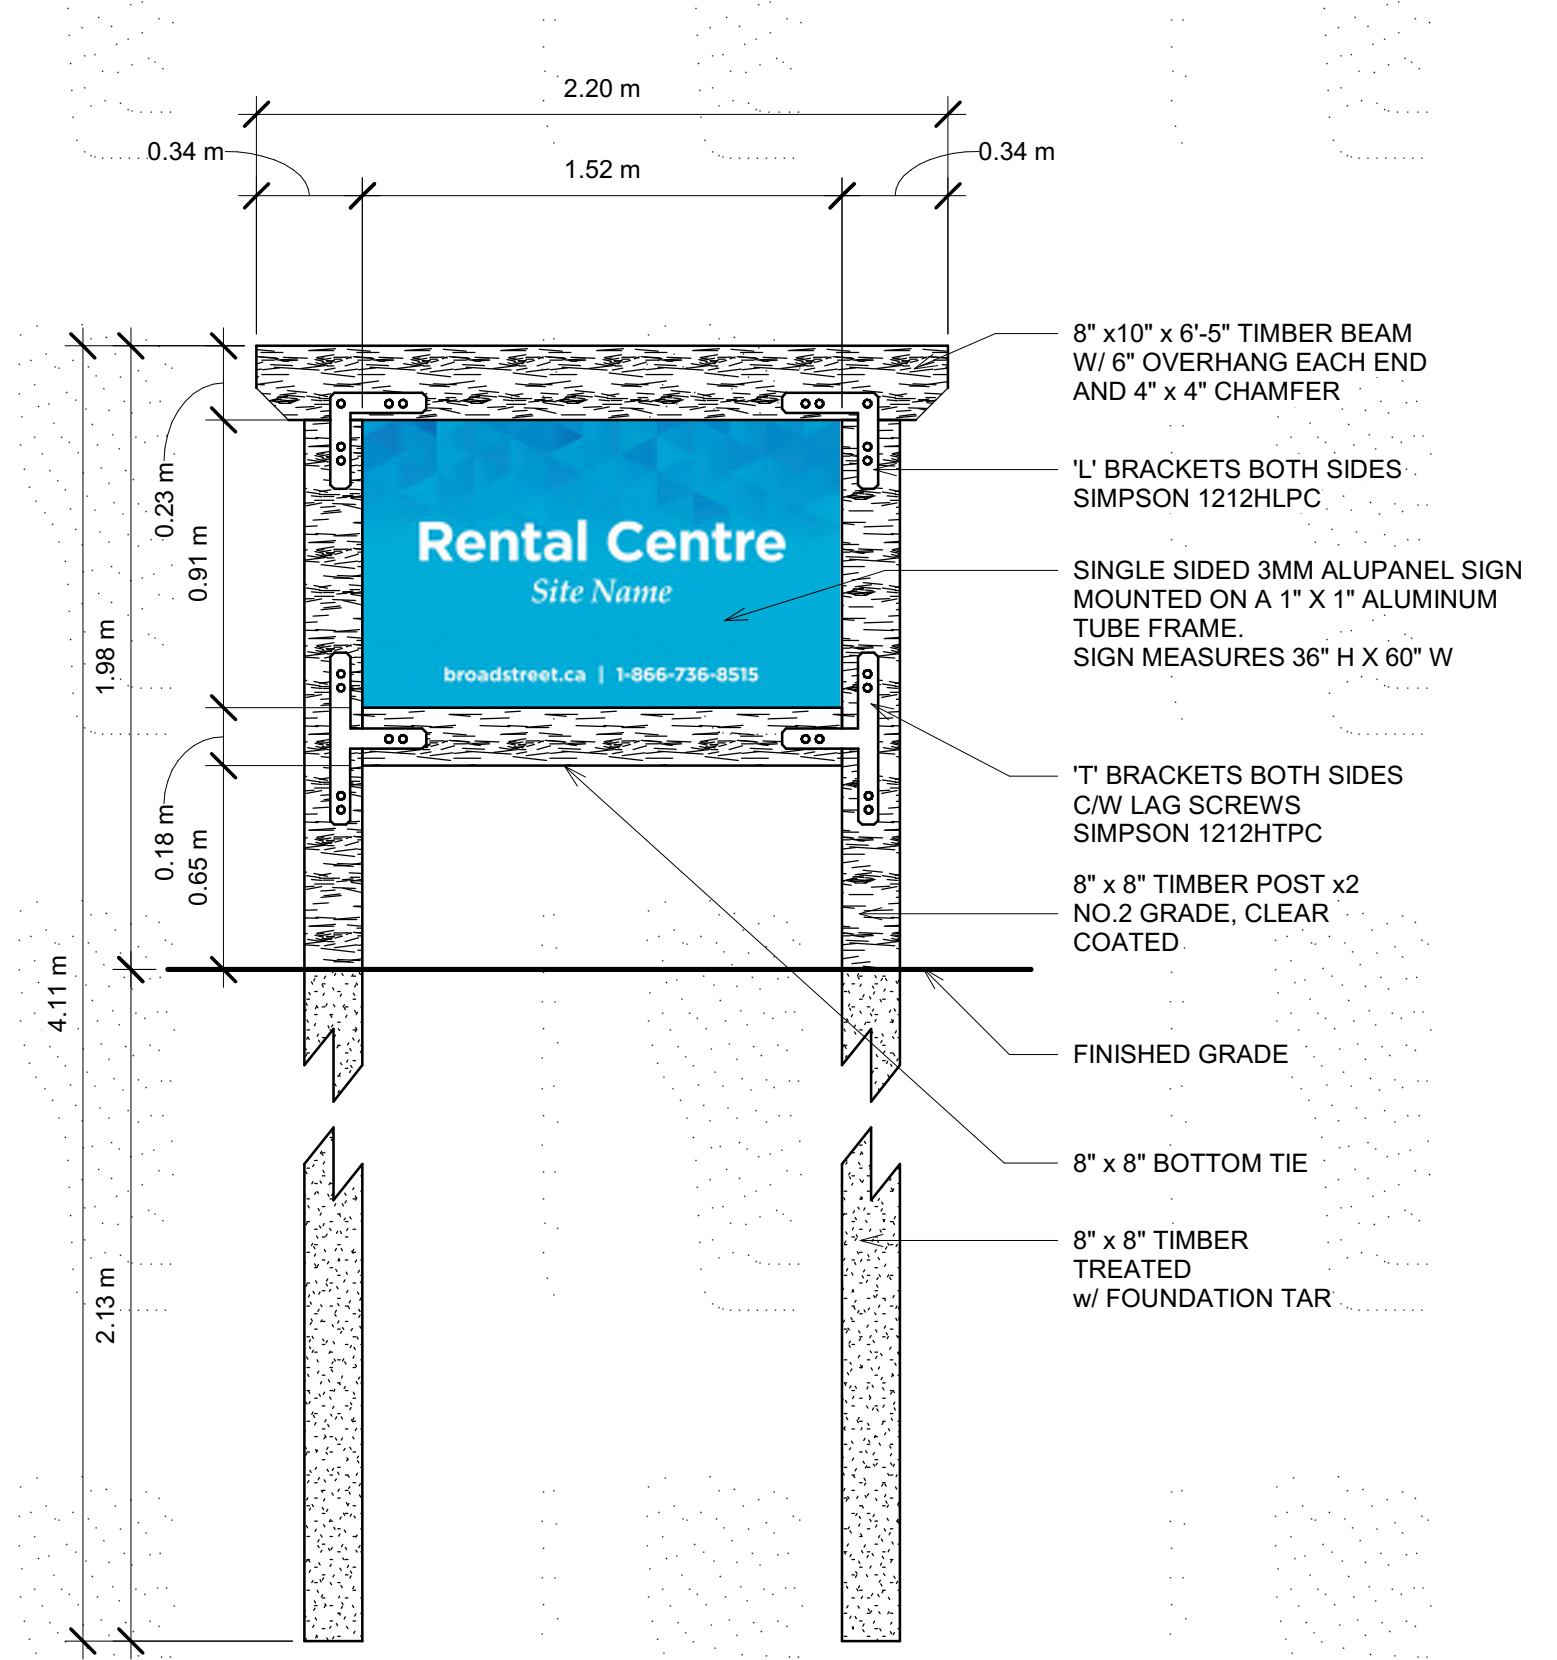 2.20 m
0.34 m
0.34 m
1.52 m
8" x10" x 6'-5" TIMBER BEAM
W/ 6" OVERHANG EACH END
AND 4" x 4" CHAMFER
'L' BRACKETS BOTH SIDES
SIMPSON 1212HLPC
0.23 m
0.91 m
Rental Centre
Site Name
broadstreet.ca | 1-866-736-8515
SINGLE SIDED 3MM ALUPANEL SIGN
MOUNTED ON A 1" X 1" ALUMINUM
TUBE FRAME.
SIGN MEASURES 36" H X 60" W
1.98 m
'T' BRACKETS BOTH SIDES
C/W LAG SCREWS
SIMPSON 1212HTPC
0.18 m
0.65 m
8" x 8" TIMBER POST x2
NO.2 GRADE, CLEAR
COATED
4.11 m
FINISHED GRADE
8" x 8" BOTTOM TIE
8" x 8" TIMBER
TREATED
w/ FOUNDATION TAR
2.13 m